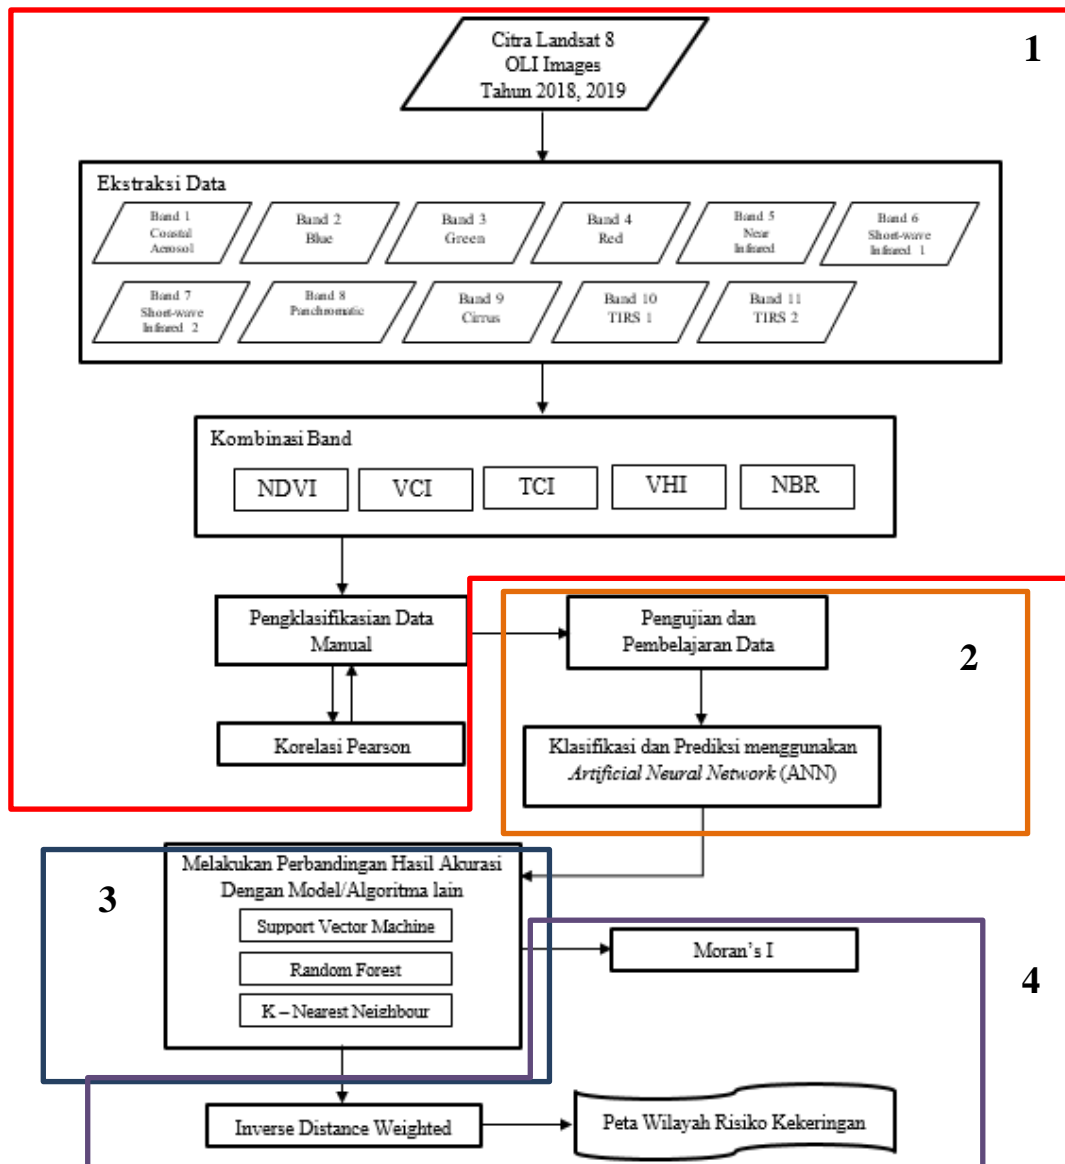 1
Citra Landsat 8
OLI Images
Tahun 2018, 2019
Ekstraksi Data
Band 1
Coastal
Aerosol
Band 2
Blue
Band 3
Green
Band 4
Red
Band 5
Near
Infrared
Band 6
Short-wave
Infrared 1
Band 7
Short-wave
Infrared 2
Band 8
Panchromatic
Band 9
Cirrus
Band 10
TIRS 1
Band 11
TIRS 2
Kombinasi Band
NDVI
VCI
TCI
VHI
NBR
Pengklasifikasian Data
Manual
Korelasi Pearson
2
Pengujian dan
Pembelajaran Data
Klasifikasi dan Prediksi menggunakan
Artificial Neural Network (ANN)
3
Melakukan Perbandingan Hasil Akurasi
Dengan Model/Algoritma lain
Support Vector Machine
Random Forest
K – Nearest Neighbour
4
Moran's I
Inverse Distance Weighted
Peta Wilayah Risiko Kekeringan